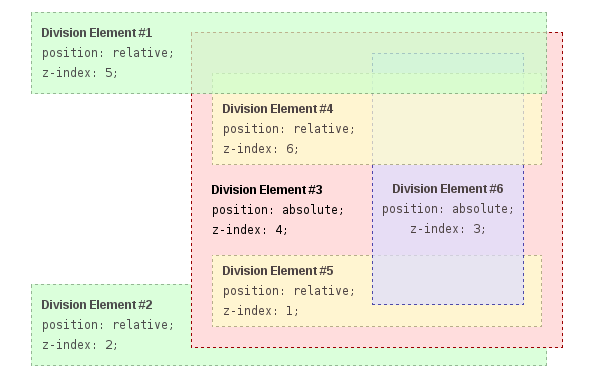 Division Element #1
position: relative;
z-index: 5;
Division Element #4
position: relative;
z-index: 6;
Division Element #3
position: absolute;
z-index: 4;
Division Element #6
position: absolute;
z-index: 3;
Division Element #5
position: relative;
z-index: 1;
Division Element #2
position: relative;
z-index: 2;